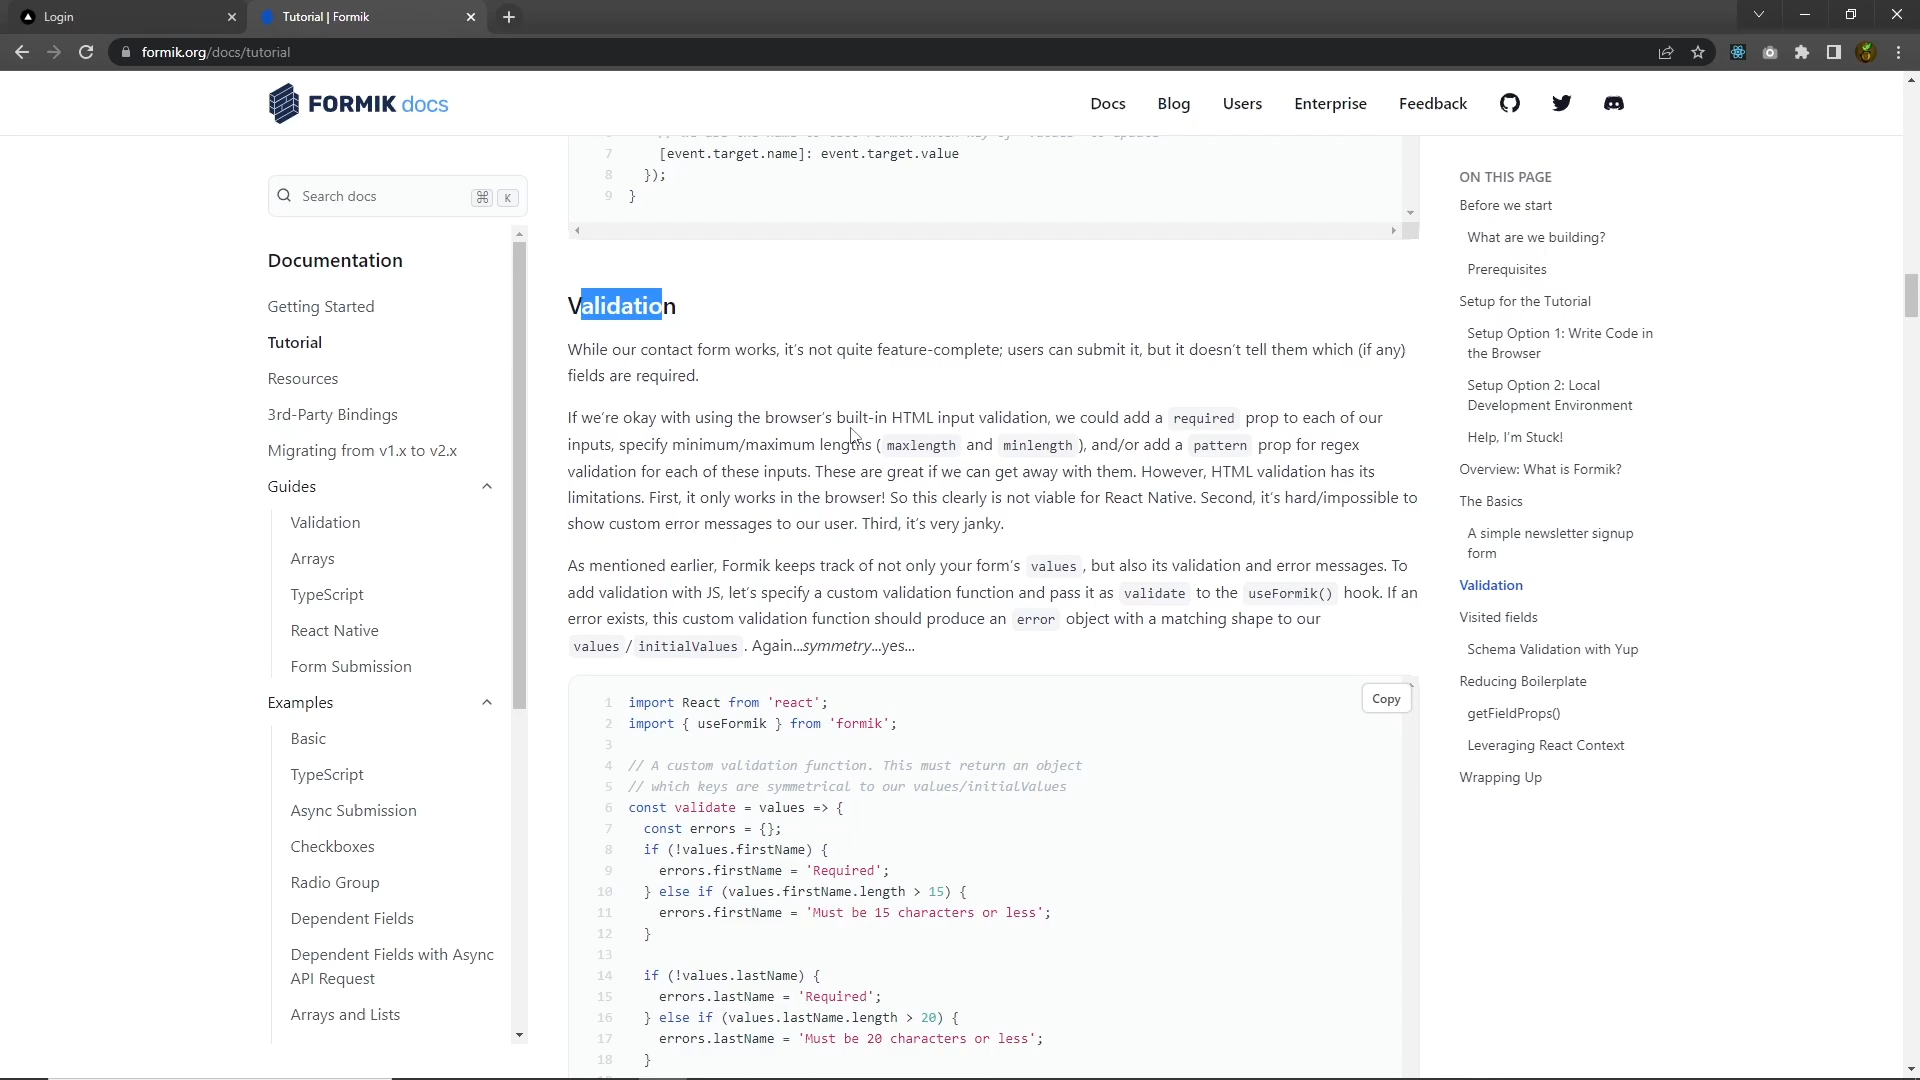 Login
Tutorial | Formik
formik.org/docs/tutorial
FORMIK docs
Docs
Blog
Users
Enterprise
Feedback
Search docs
⌘ K
Documentation
Getting Started
Tutorial
Resources
3rd-Party Bindings
Migrating from v1.x to v2.x
Guides
Validation
Arrays
TypeScript
React Native
Form Submission
Examples
Basic
TypeScript
Async Submission
Checkboxes
Radio Group
Dependent Fields
Dependent Fields with Async
API Request
Arrays and Lists
7 [event.target.name]: event.target.value
8 });
9 }
Validation
While our contact form works, it's not quite feature-complete; users can submit it, but it doesn't tell them which (if any)
fields are required.
If we're okay with using the browser's built-in HTML input validation, we could add a required prop to each of our
inputs, specify minimum/maximum lengths ( maxlength and minlength ), and/or add a pattern prop for regex
validation for each of these inputs. These are great if we can get away with them. However, HTML validation has its
limitations. First, it only works in the browser! So this clearly is not viable for React Native. Second, it's hard/impossible to
show custom error messages to our user. Third, it's very janky.
As mentioned earlier, Formik keeps track of not only your form's values , but also its validation and error messages. To
add validation with JS, let's specify a custom validation function and pass it as validate to the useFormik() hook. If an
error exists, this custom validation function should produce an error object with a matching shape to our
values / initialValues . Again...symmetry...yes...
Copy
1 import React from 'react';
2 import { useFormik } from 'formik';
3
4 // A custom validation function. This must return an object
5 // which keys are symmetrical to our values/initialValues
6 const validate = values => {
7 const errors = {};
8 if (!values.firstName) {
9 errors.firstName = 'Required';
10 } else if (values.firstName.length > 15) {
11 errors.firstName = 'Must be 15 characters or less';
12 }
13
14 if (!values.lastName) {
15 errors.lastName = 'Required';
16 } else if (values.lastName.length > 20) {
17 errors.lastName = 'Must be 20 characters or less';
18 }
ON THIS PAGE
Before we start
What are we building?
Prerequisites
Setup for the Tutorial
Setup Option 1: Write Code in
the Browser
Setup Option 2: Local
Development Environment
Help, I'm Stuck!
Overview: What is Formik?
The Basics
A simple newsletter signup
form
Validation
Visited fields
Schema Validation with Yup
Reducing Boilerplate
getFieldProps()
Leveraging React Context
Wrapping Up